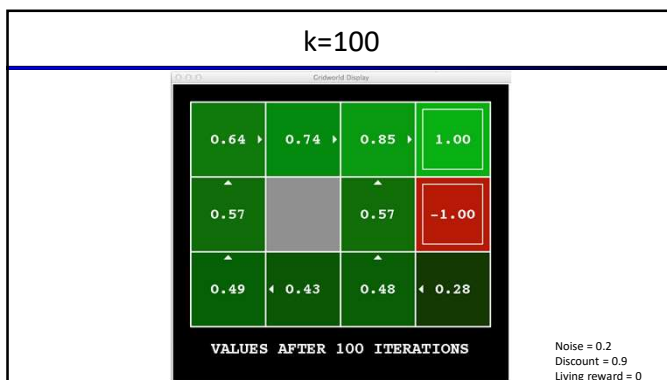 k=100
Gridworld Display
0.64 0.74 0.85 1.00
0.57 0.57 -1.00
0.49 0.43 0.48 0.28
VALUES AFTER 100 ITERATIONS
Noise = 0.2
Discount = 0.9
Living reward = 0